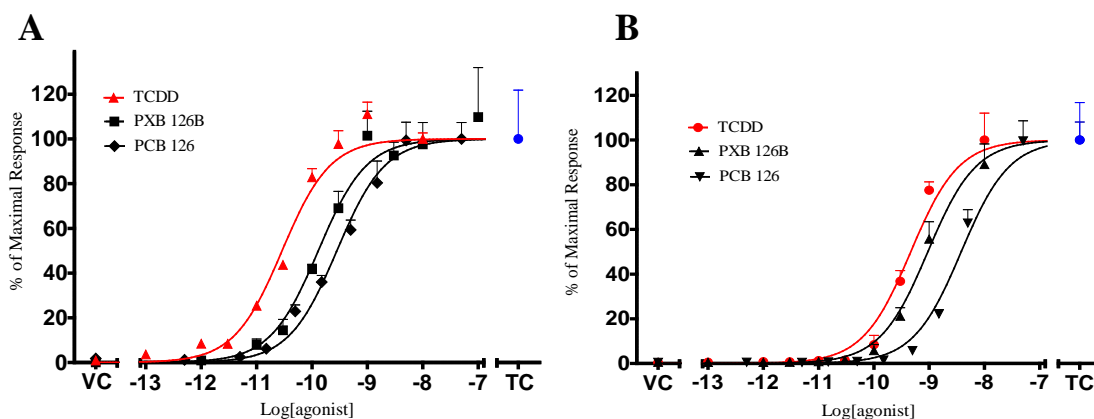 A
% of Maximal Response
120
100
80
60
40
20
0
TCDD
PXB 126B
PCB 126
VC
-13
-12
-11
-10
-9
-8
-7
TC
Log[agonist]
B
% of Maximal Response
120
100
80
60
40
20
0
TCDD
PXB 126B
PCB 126
VC
-13
-12
-11
-10
-9
-8
-7
TC
Log[agonist]